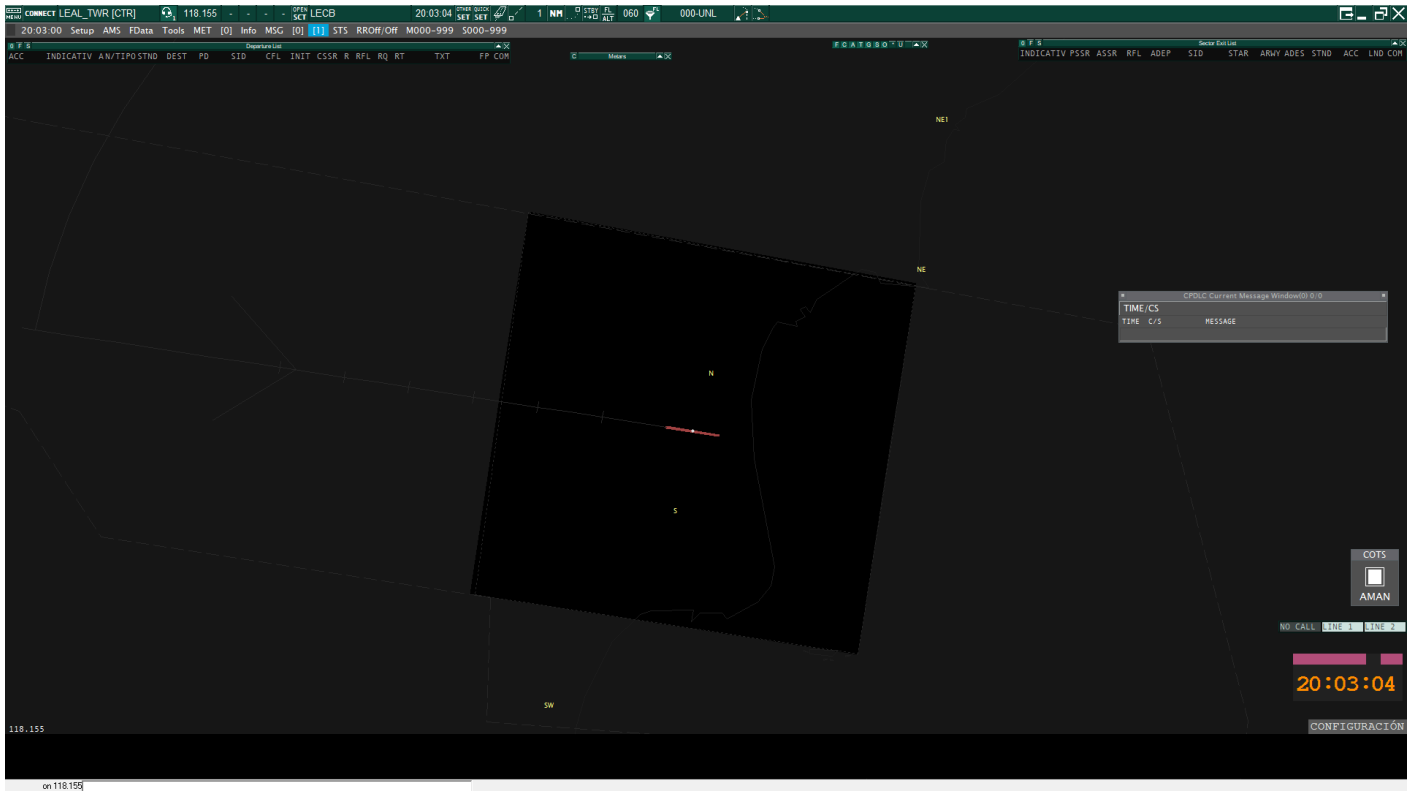 MENU CONNECT LEAL_TWR [CTR] 1 118.155 - - - - OPEN SCT LECB 20:03:04 OTHER SET QUICK SET 1 NM STBY FL ALT 060 FL 000-UNL
20:03:00 Setup AMS FData Tools MET [0] Info MSG [0] [1] STS RROff/Off M000-999 S000-999
F S Departure List
ACC INDICATIV AN/TIPO STND DEST PD SID CFL INIT CSSR R RFL RQ RT TXT FP COM
C Metars
F C A T G S O T U
F S Sector Exit List
INDICATIV PSSR ASSR RFL ADEP SID STAR ARWY ADES STND ACC LND COM
NE1
NE
CPDLC Current Message Window(0) 0/0
TIME/CS
TIME C/S MESSAGE
N
S
COTS
AMAN
NO CALL LINE 1 LINE 2
20:03:04
SW
118.155
CONFIGURACIÓN
on 118.155